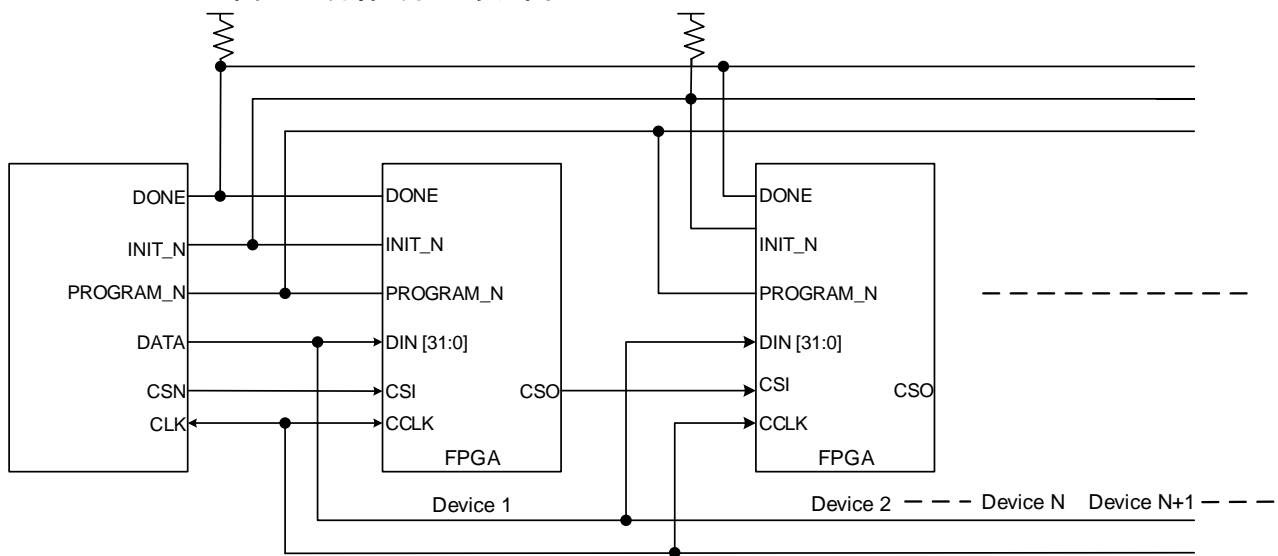 DONE
INIT_N
PROGRAM_N
DATA
CSN
CLK
DONE
INIT_N
PROGRAM_N
DIN [31:0]
CSI
CSO
CCLK
FPGA
DONE
INIT_N
PROGRAM_N
DIN [31:0]
CSI
CSO
CCLK
FPGA
Device 1
Device 2
Device N
Device N+1